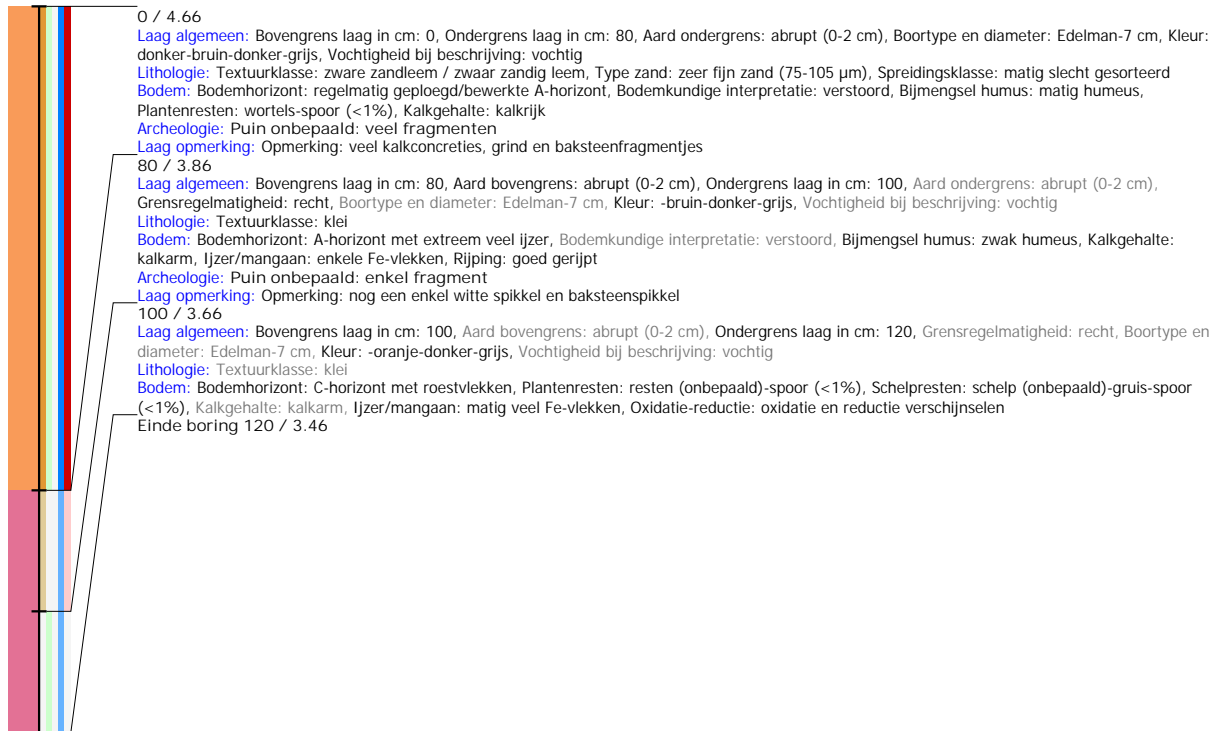 0 / 4.66
Laag algemeen: Bovengrens laag in cm: 0, Ondergrens laag in cm: 80, Aard ondergrens: abrupt (0-2 cm), Boortype en diameter: Edelman-7 cm, Kleur:
donker-bruin-donker-grijs, Vochtigheid bij beschrijving: vochtig
Lithologie: Textuurklasse: zware zandleem / zwaar zandig leem, Type zand: zeer fijn zand (75-105 µm), Spreidingsklasse: matig slecht gesorteerd
Bodem: Bodemhorizont: regelmatig geploegd/bewerkte A-horizont, Bodemkundige interpretatie: verstoord, Bijmengsel humus: matig humeus,
Plantenresten: wortels-spoor (<1%), Kalkgehalte: kalkrijk
Archeologie: Puin onbepaald: veel fragmenten
Laag opmerking: Opmerking: veel kalkconcreties, grind en baksteenfragmentjes
80 / 3.86
Laag algemeen: Bovengrens laag in cm: 80, Aard bovengrens: abrupt (0-2 cm), Ondergrens laag in cm: 100, Aard ondergrens: abrupt (0-2 cm),
Grensregelmatigheid: recht, Boortype en diameter: Edelman-7 cm, Kleur: -bruin-donker-grijs, Vochtigheid bij beschrijving: vochtig
Lithologie: Textuurklasse: klei
Bodem: Bodemhorizont: A-horizont met extreem veel ijzer, Bodemkundige interpretatie: verstoord, Bijmengsel humus: zwak humeus, Kalkgehalte:
kalkarm, Ijzer/mangaan: enkele Fe-vlekken, Rijping: goed gerijpt
Archeologie: Puin onbepaald: enkel fragment
Laag opmerking: Opmerking: nog een enkel witte spikkel en baksteenspikkel
100 / 3.66
Laag algemeen: Bovengrens laag in cm: 100, Aard bovengrens: abrupt (0-2 cm), Ondergrens laag in cm: 120, Grensregelmatigheid: recht, Boortype en
diameter: Edelman-7 cm, Kleur: -oranje-donker-grijs, Vochtigheid bij beschrijving: vochtig
Lithologie: Textuurklasse: klei
Bodem: Bodemhorizont: C-horizont met roestvlekken, Plantenresten: resten (onbepaald)-spoor (<1%), Schelpresten: schelp (onbepaald)-gruis-spoor
(<1%), Kalkgehalte: kalkarm, Ijzer/mangaan: matig veel Fe-vlekken, Oxidatie-reductie: oxidatie en reductie verschijnselen
Einde boring 120 / 3.46